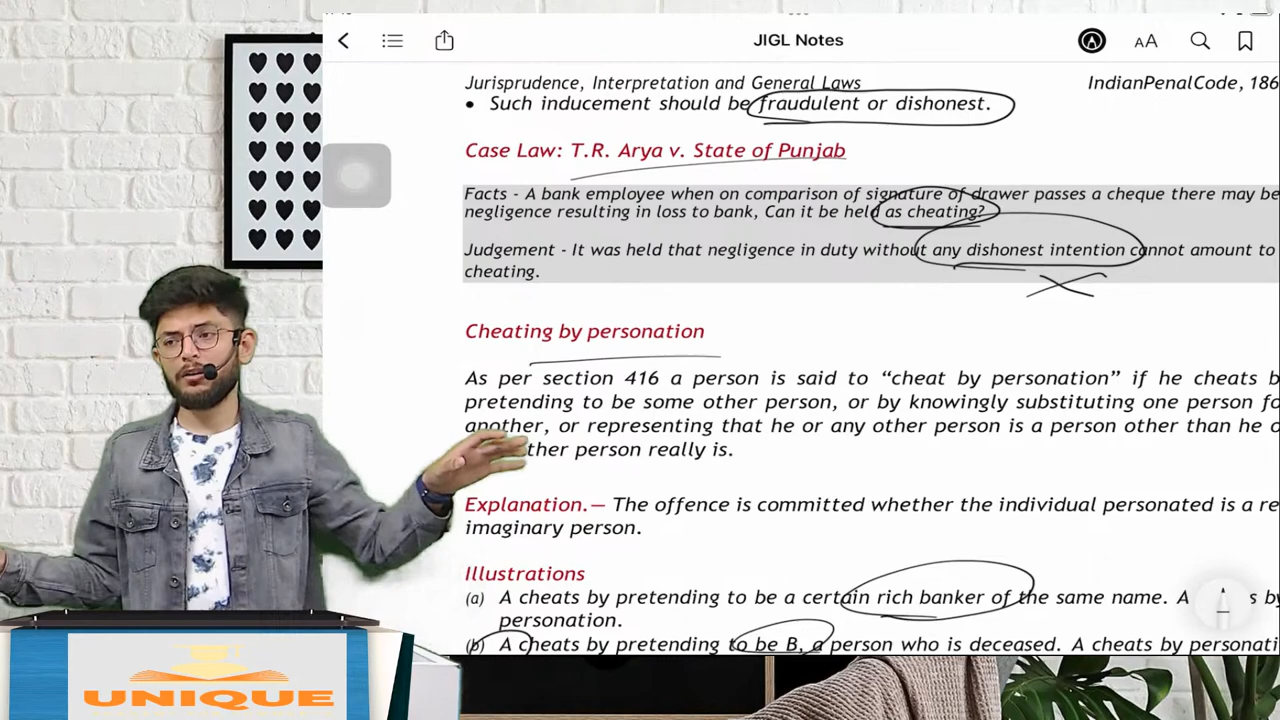 JIGL Notes
AA
Jurisprudence, Interpretation and General Laws IndianPenalCode, 186
• Such inducement should be fraudulent or dishonest.
Case Law: T.R. Arya v. State of Punjab
Facts - A bank employee when on comparison of signature of drawer passes a cheque there may be
negligence resulting in loss to bank, Can it be held as cheating?
Judgement - It was held that negligence in duty without any dishonest intention cannot amount to
cheating.
Cheating by personation
As per section 416 a person is said to “cheat by personation” if he cheats b
pretending to be some other person, or by knowingly substituting one person fo
another, or representing that he or any other person is a person other than he o
ther person really is.
Explanation.— The offence is committed whether the individual personated is a re
imaginary person.
Illustrations
(a) A cheats by pretending to be a certain rich banker of the same name. A s by
personation.
(b) A cheats by pretending to be B, a person who is deceased. A cheats by personati
UNIQUE